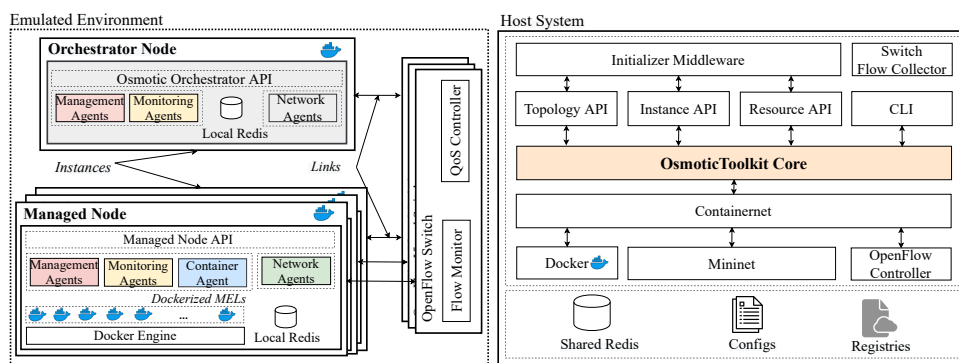 Emulated Environment
Orchestrator Node
Osmotic Orchestrator API
Management
Agents
Monitoring
Agents
Local Redis
Network
Agents
Instances
Links
Managed Node
Managed Node API
Management
Agents
Monitoring
Agents
Container
Agent
Network
Agents
Dockerized MELs
...
Docker Engine
Local Redis
OpenFlow Switch
QoS Controller
Flow Monitor
Host System
Initializer Middleware
Switch
Flow Collector
Topology API
Instance API
Resource API
CLI
OsmoticToolkit Core
Containernet
Docker
Mininet
OpenFlow
Controller
Shared Redis
Configs
Registries